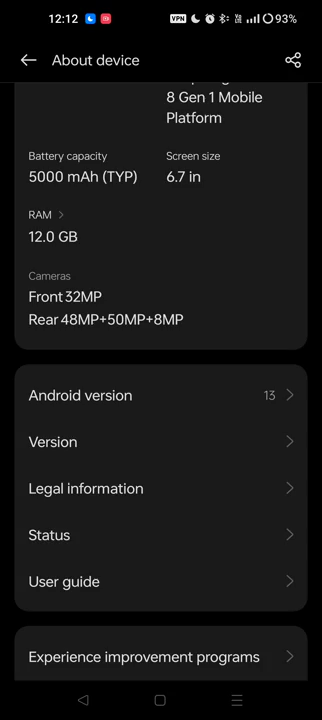 12:12
VPN
93%
About device
8 Gen 1 Mobile
Platform
Battery capacity
5000 mAh (TYP)
Screen size
6.7 in
RAM
12.0 GB
Cameras
Front 32MP
Rear 48MP+50MP+8MP
Android version
13
Version
Legal information
Status
User guide
Experience improvement programs